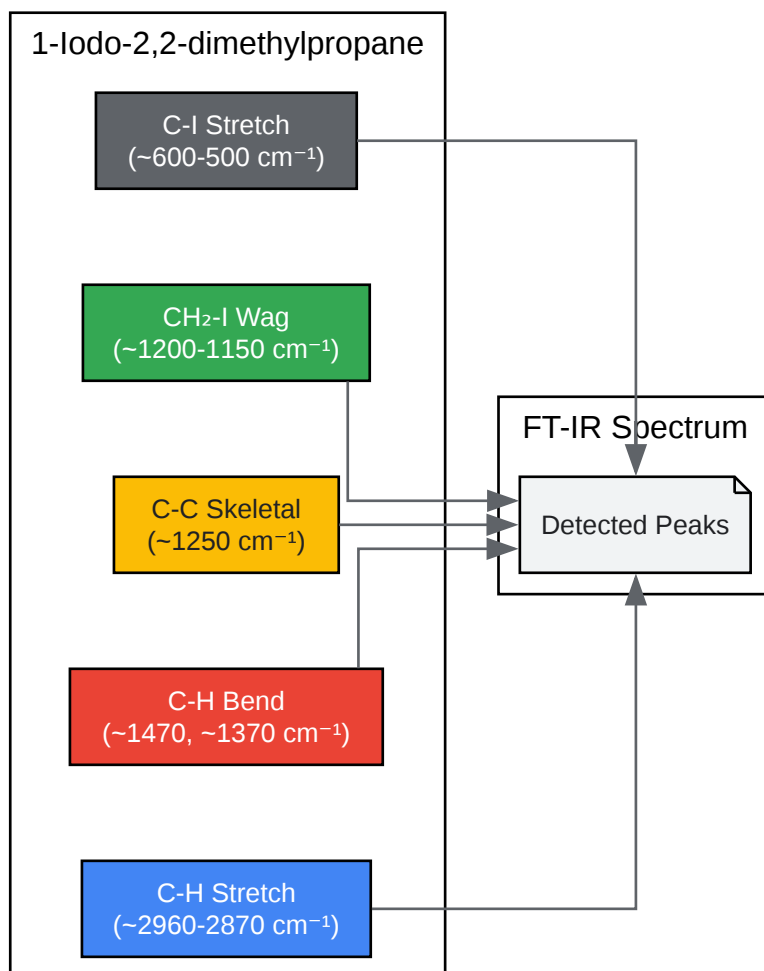 1-Iodo-2,2-dimethylpropane
C-I Stretch
(~600-500 cm⁻¹)
CH₂-I Wag
(~1200-1150 cm⁻¹)
C-C Skeletal
(~1250 cm⁻¹)
C-H Bend
(~1470, ~1370 cm⁻¹)
C-H Stretch
(~2960-2870 cm⁻¹)
FT-IR Spectrum
Detected Peaks